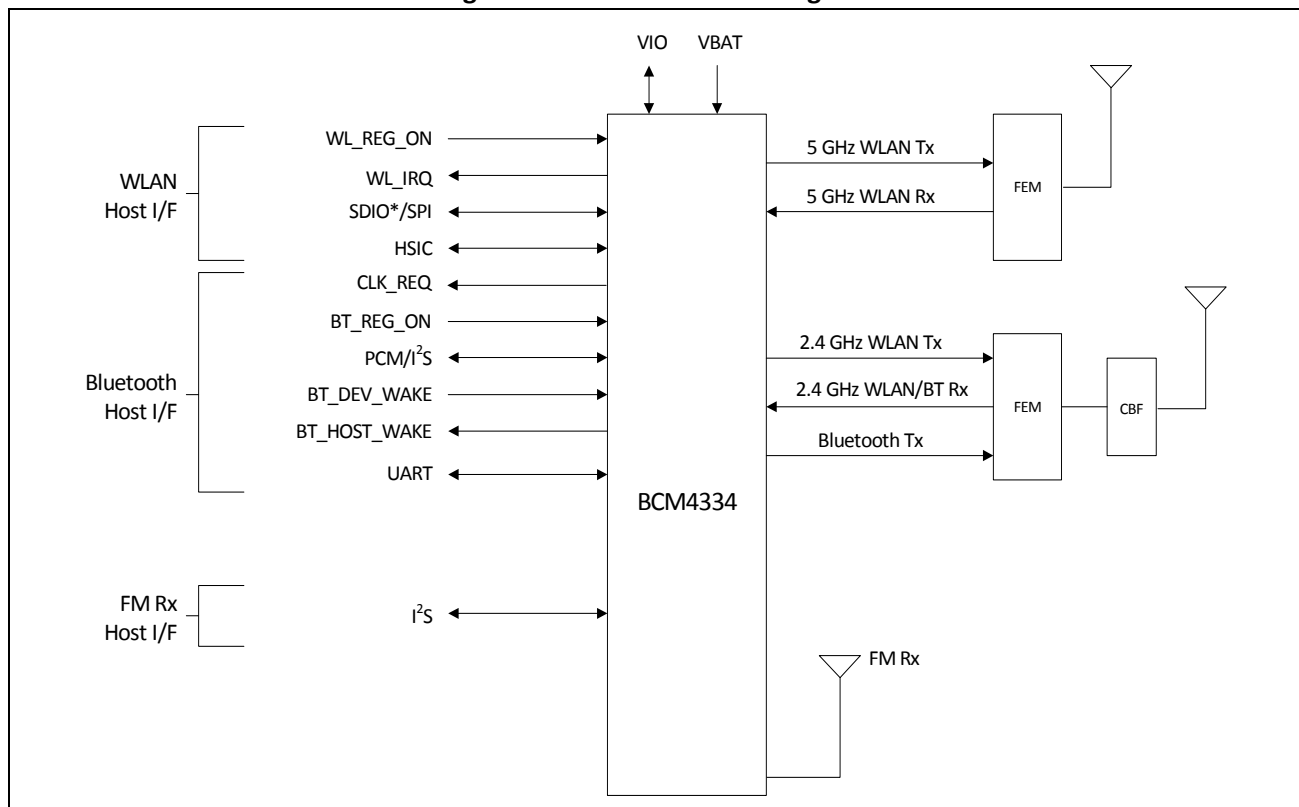 VIO VBAT
WLAN
Host I/F
WL_REG_ON
WL_IRQ
SDIO*/SPI
HSIC
Bluetooth
Host I/F
CLK_REQ
BT_REG_ON
PCM/I²S
BT_DEV_WAKE
BT_HOST_WAKE
UART
FM Rx
Host I/F
I²S
BCM4334
5 GHz WLAN Tx
5 GHz WLAN Rx
FEM
2.4 GHz WLAN Tx
2.4 GHz WLAN/BT Rx
Bluetooth Tx
FEM
CBF
FM Rx